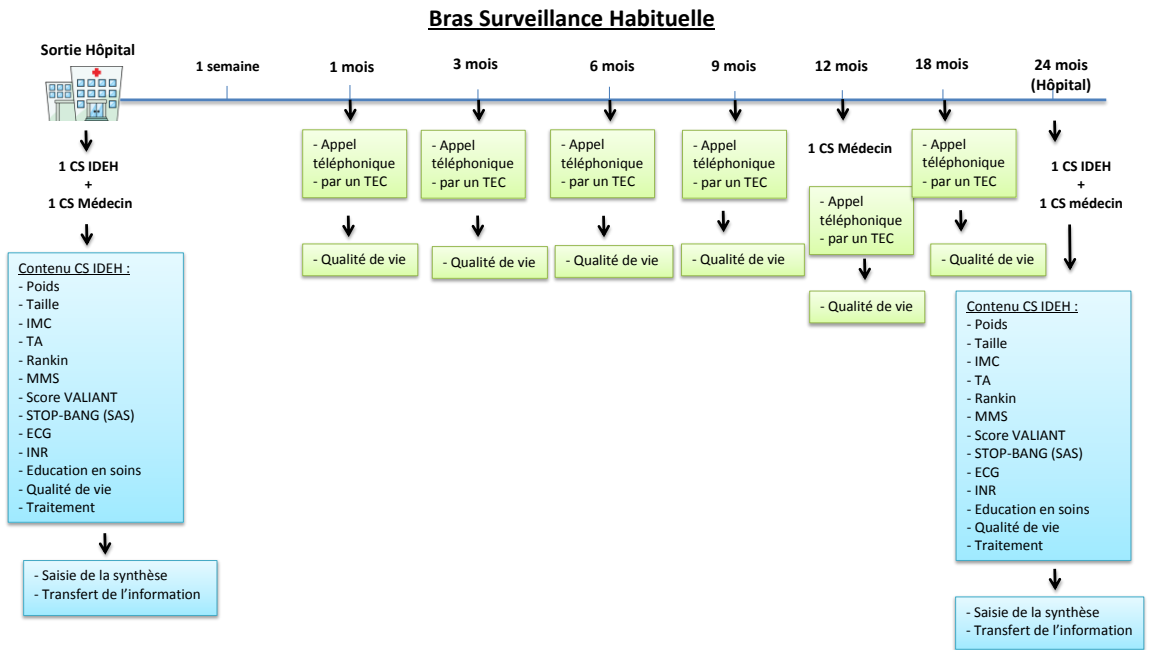 Bras Surveillance Habituelle
Sortie Hôpital
1 semaine
1 mois
3 mois
6 mois
9 mois
12 mois
18 mois
24 mois
(Hôpital)
1 CS IDEH
+
1 CS Médecin
Contenu CS IDEH :
- Poids
- Taille
- IMC
- TA
- Rankin
- MMS
- Score VALIANT
- STOP-BANG (SAS)
- ECG
- INR
- Education en soins
- Qualité de vie
- Traitement
- Saisie de la synthèse
- Transfert de l'information
- Appel
téléphonique
- par un TEC
- Qualité de vie
- Appel
téléphonique
- par un TEC
- Qualité de vie
- Appel
téléphonique
- par un TEC
- Qualité de vie
- Appel
téléphonique
- par un TEC
- Qualité de vie
1 CS Médecin
- Appel
téléphonique
- par un TEC
- Qualité de vie
- Appel
téléphonique
- par un TEC
- Qualité de vie
1 CS IDEH
+
1 CS médecin
Contenu CS IDEH :
- Poids
- Taille
- IMC
- TA
- Rankin
- MMS
- Score VALIANT
- STOP-BANG (SAS)
- ECG
- INR
- Education en soins
- Qualité de vie
- Traitement
- Saisie de la synthèse
- Transfert de l'information